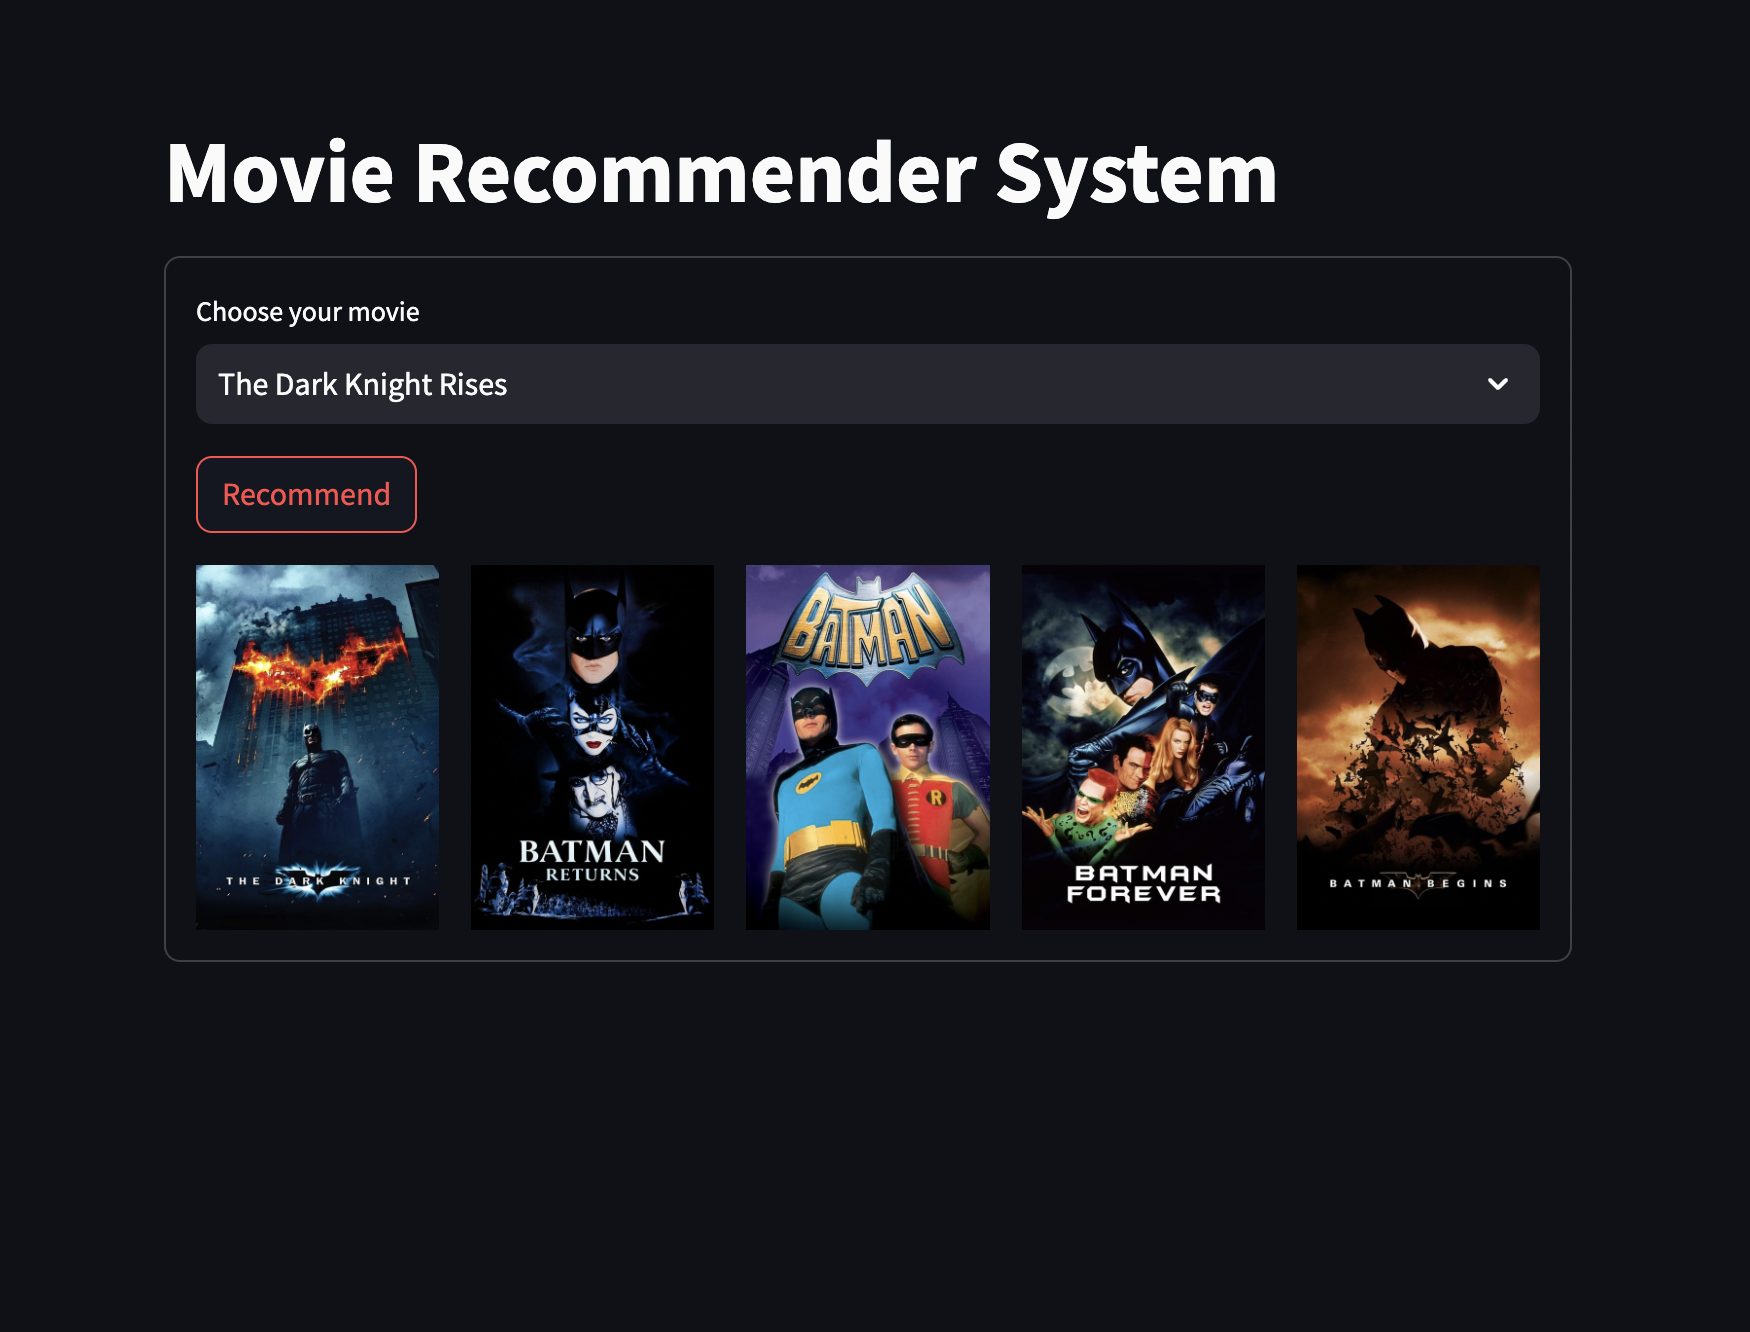 Movie Recommender System
Choose your movie
The Dark Knight Rises
Recommend
THE DARK KNIGHT
BATMAN
RETURNS
BATMAN
R
BATMAN
FOREVER
BATMAN BEGINS